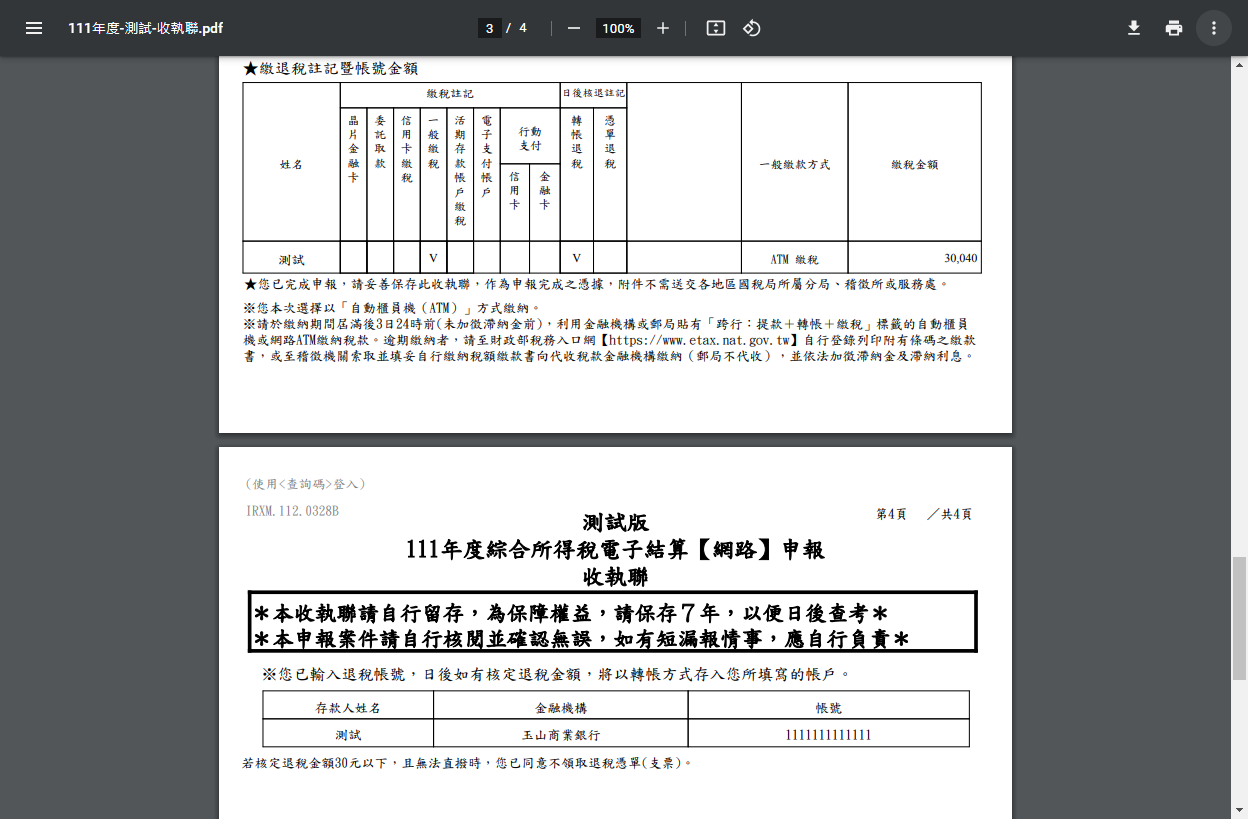 111年度-測試-收執聯.pdf
3 / 4
100%
★繳退稅註記暨帳號金額
姓名
繳稅註記
日後核退註記
晶片金融卡
委託取款
信用卡繳稅
一般繳稅
活期存款帳戶繳稅
電子支付帳戶
行動支付
信用卡
金融卡
轉帳退稅
憑單退稅
一般繳款方式
繳稅金額
測試 V V ATM 繳稅 30,040
★您已完成申報，請妥善保存此收執聯，作為申報完成之憑據，附件不需送交各地區國稅局所屬分局、稽徵所或服務處。
※您本次選擇以「自動櫃員機（ATM）」方式繳納。
※請於繳納期間屆滿後3日24時前(未加徵滯納金前)，利用金融機構或郵局貼有「跨行：提款＋轉帳＋繳稅」標籤的自動櫃員
機或網路ATM繳納稅款。逾期繳納者，請至財政部稅務入口網【https://www.etax.nat.gov.tw】自行登錄列印附有條碼之繳款
書，或至稽徵機關索取並填妥自行繳納稅額繳款書向代收稅款金融機構繳納（郵局不代收），並依法加徵滯納金及滯納利息。
（使用<查詢碼>登入）
IRXM.112.0328B
第4頁 ／共4頁
測試版
111年度綜合所得稅電子結算【網路】申報
收執聯
＊本收執聯請自行留存，為保障權益，請保存７年，以便日後查考＊
＊本申報案件請自行核閱並確認無誤，如有短漏報情事，應自行負責＊
※您已輸入退稅帳號，日後如有核定退稅金額，將以轉帳方式存入您所填寫的帳戶。
存款人姓名 金融機構 帳號
測試 玉山商業銀行 1111111111111
若核定退稅金額30元以下，且無法直撥時，您已同意不領取退稅憑單(支票)。